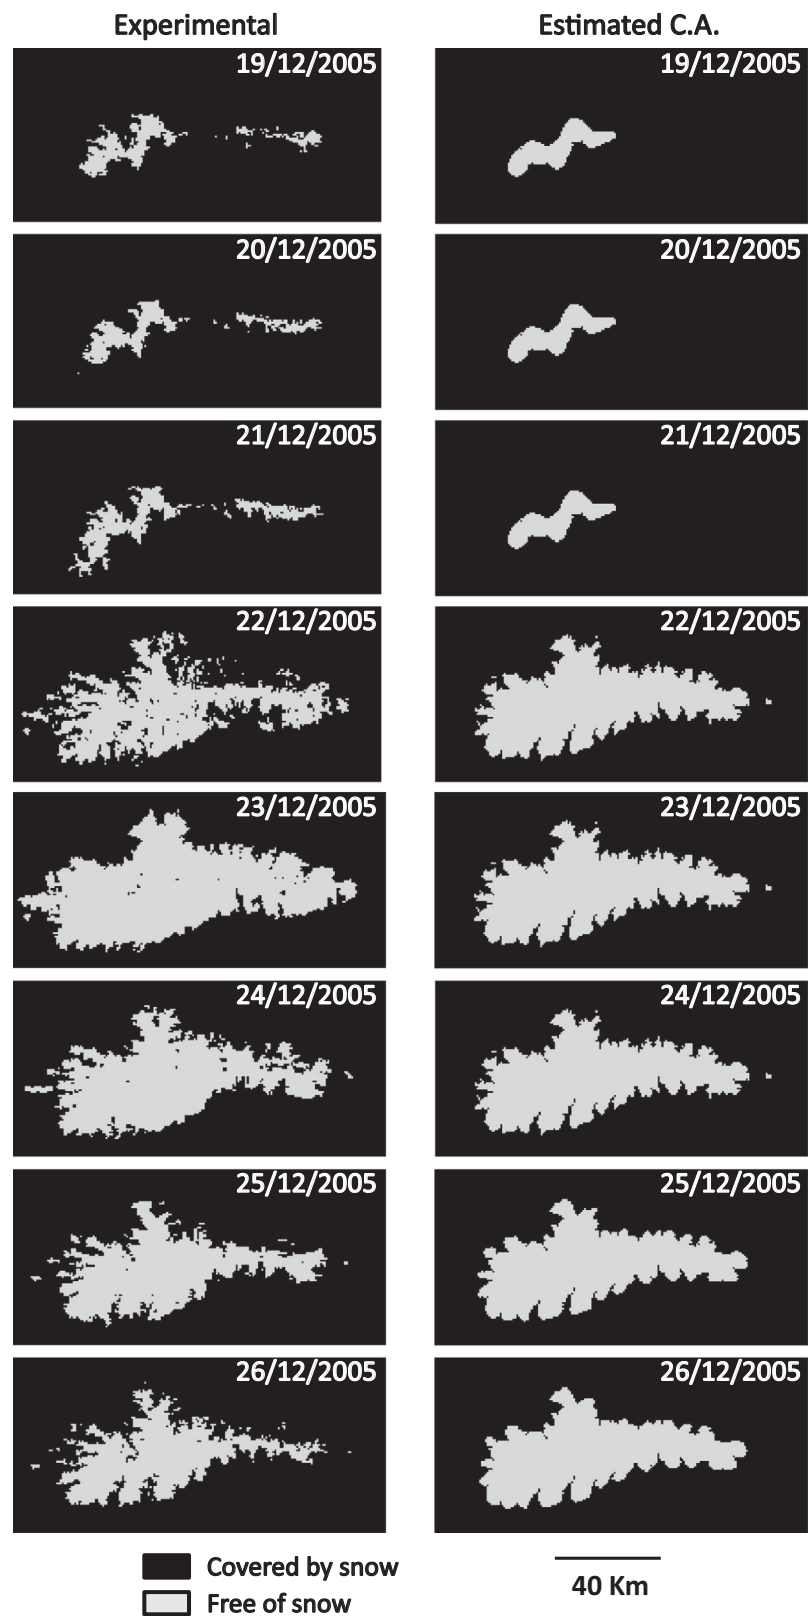 Experimental Estimated C.A.
19/12/2005 19/12/2005
20/12/2005 20/12/2005
21/12/2005 21/12/2005
22/12/2005 22/12/2005
23/12/2005 23/12/2005
24/12/2005 24/12/2005
25/12/2005 25/12/2005
26/12/2005 26/12/2005
Covered by snow
40 Km
Free of snow